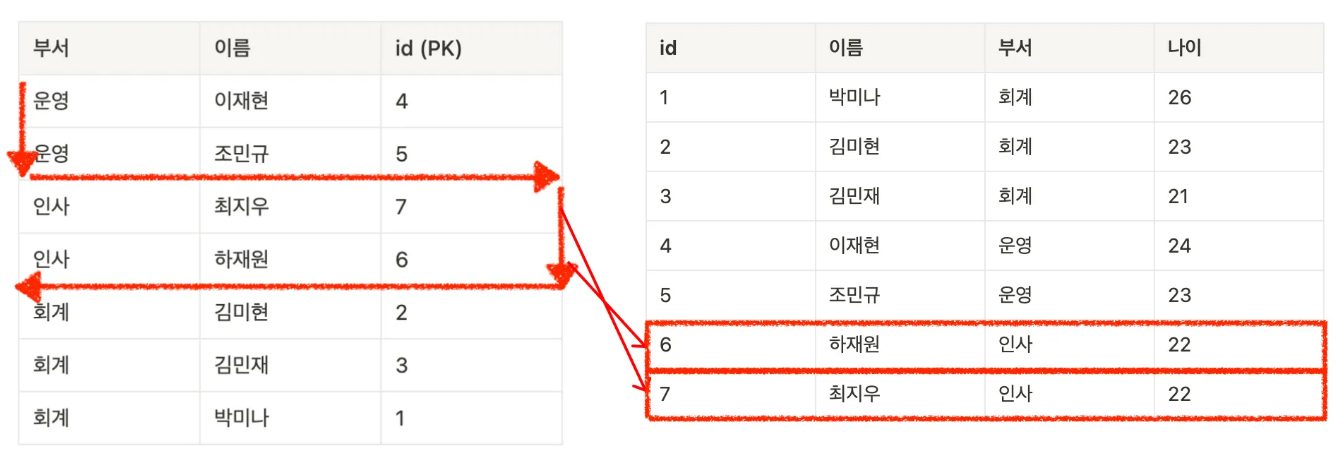 부서 이름 id (PK)
운영 이재현 4
운영 조민규 5
인사 최지우 7
인사 하재원 6
회계 김미현 2
회계 김민재 3
회계 박미나 1
id 이름 부서 나이
1 박미나 회계 26
2 김미현 회계 23
3 김민재 회계 21
4 이재현 운영 24
5 조민규 운영 23
6 하재원 인사 22
7 최지우 인사 22